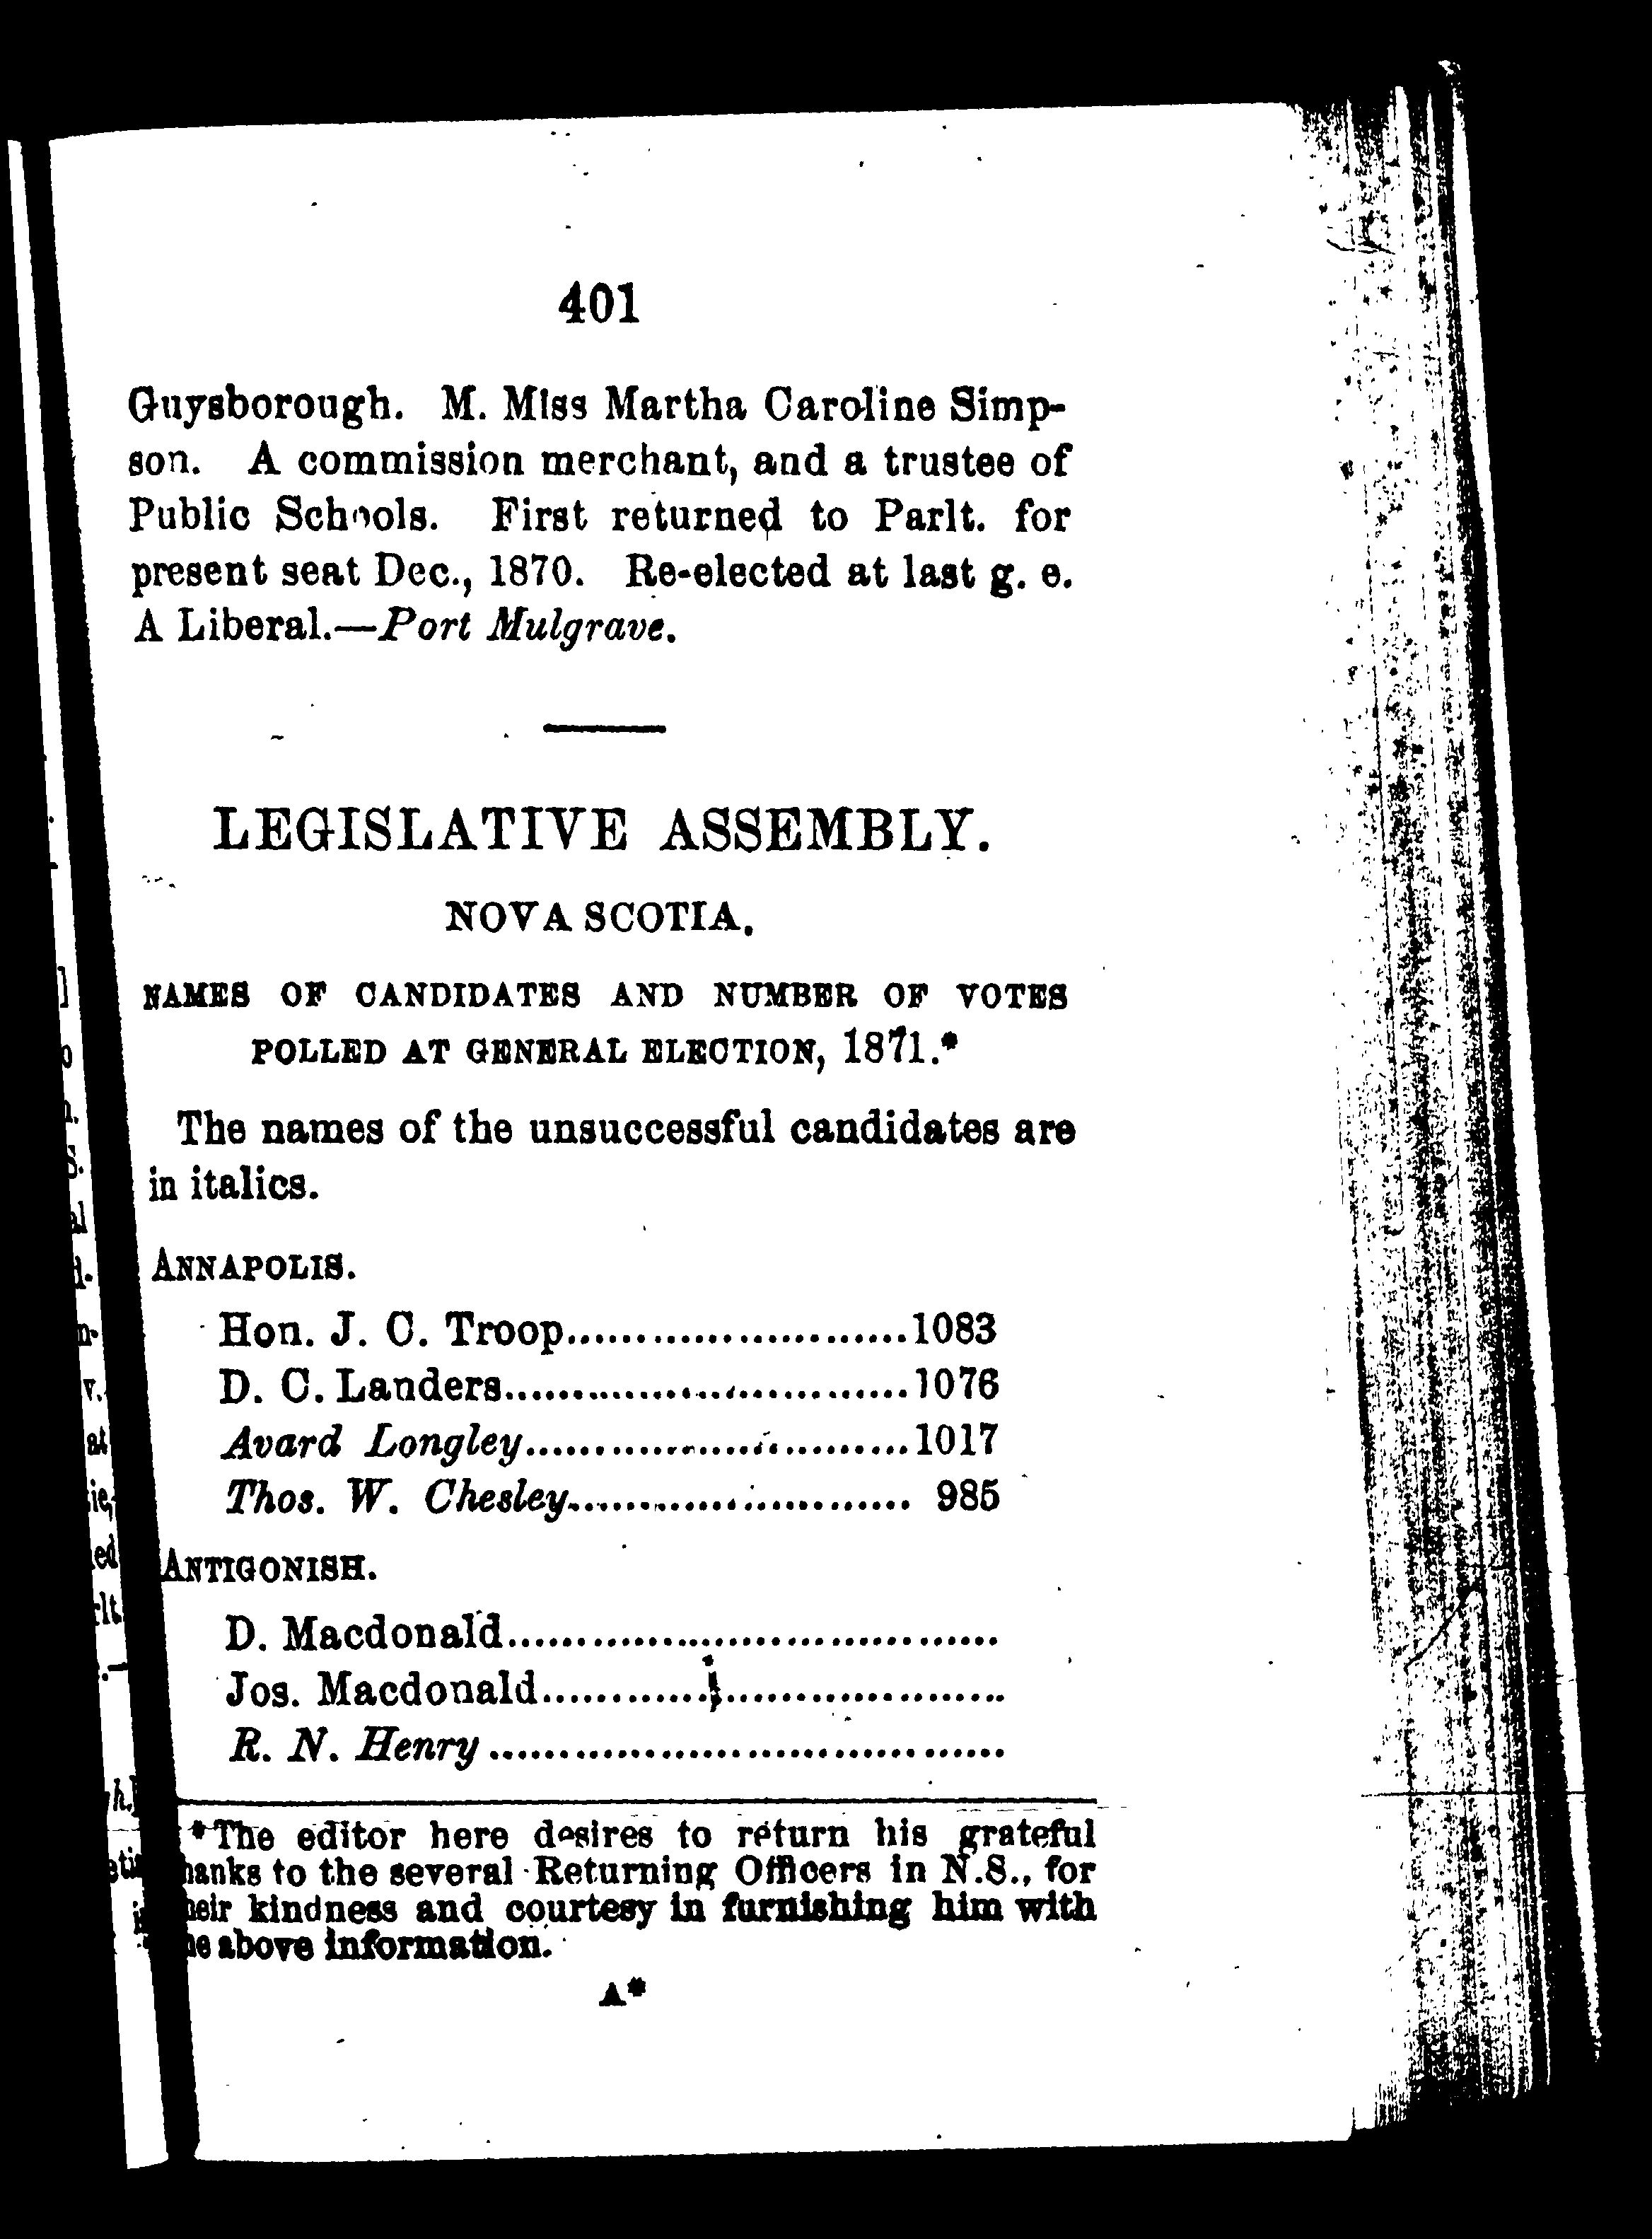 401
Guysborough. M. Miss Martha Caroline Simp-
son. A commission merchant, and a trustee of
Public Schools. First returned to Parlt. for
present seat Dec., 1870. Re-elected at last g. e.
A Liberal.—Port Mulgrave.
LEGISLATIVE ASSEMBLY.
NOVA SCOTIA.
NAMES OF CANDIDATES AND NUMBER OF VOTES
POLLED AT GENERAL ELECTION, 1871.*
The names of the unsuccessful candidates are
in italics.
ANNAPOLIS.
Hon. J. C. Troop........................1083
D. C. Landers............................1076
Avard Longley...........................1017
Thos. W. Chesley........................ 985
ANTIGONISH.
D. Macdonald...................................
Jos. Macdonald.................................
R. N. Henry ....................................
*The editor here desires to return his grateful
hanks to the several Returning Officers in N.S., for
heir kindness and courtesy in furnishing him with
he above information.
A*